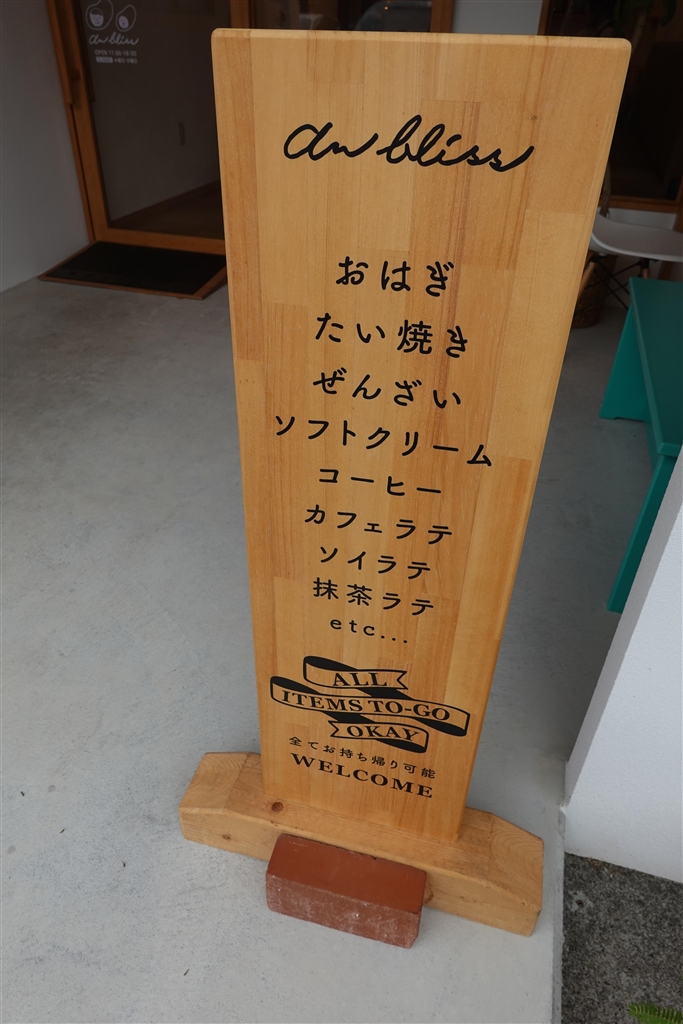 an bliss
an bliss
おはぎ
たい焼き
ぜんざい
ソフトクリーム
コーヒー
カフェラテ
ソイラテ
抹茶ラテ
etc...
ALL
ITEMS TO-GO
OKAY
全てお持ち帰り可能
WELCOME